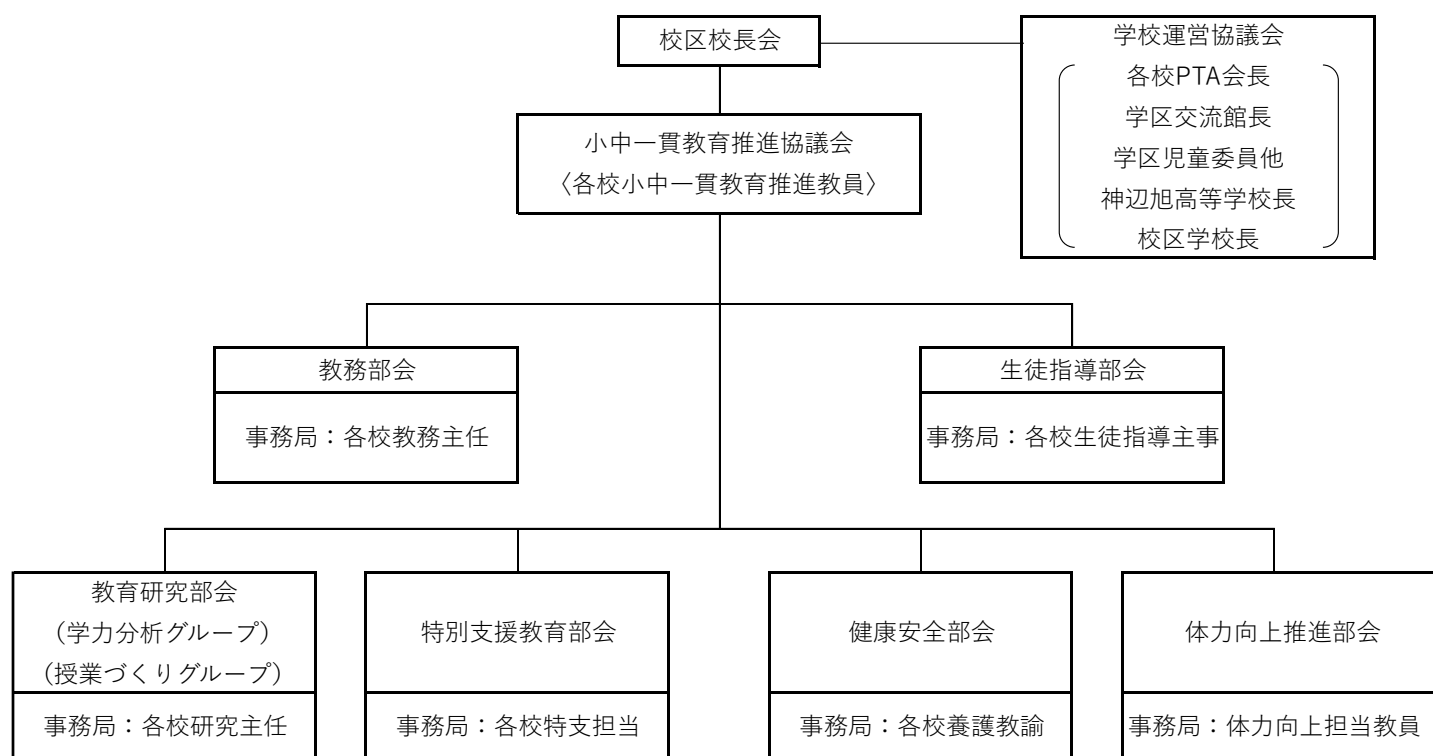 校区校長会
学校運営協議会
各校PTA会長
学区交流館長
学区児童委員他
神辺旭高等学校長
校区学校長
小中一貫教育推進協議会
〈各校小中一貫教育推進教員〉
教務部会
事務局：各校教務主任
生徒指導部会
事務局：各校生徒指導主事
教育研究部会
（学力分析グループ）
（授業づくりグループ）
事務局：各校研究主任
特別支援教育部会
事務局：各校特支担当
健康安全部会
事務局：各校養護教諭
体力向上推進部会
事務局：体力向上担当教員